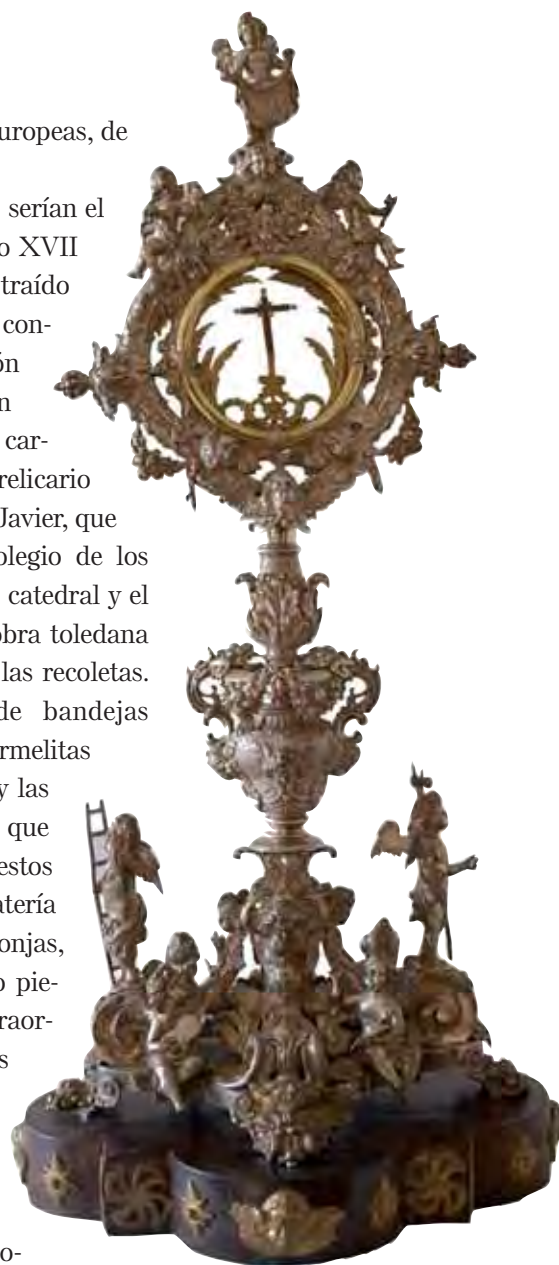 uropeas, de
serían el
o XVII
traído
con-
ón
n
car-
relicario
Javier, que
olegio de los
catedral y el
obra toledana
las recoletas.
de bandejas
rmelitas
y las
que
estos
atería
onjas,
o pie-
raor-
s
o-